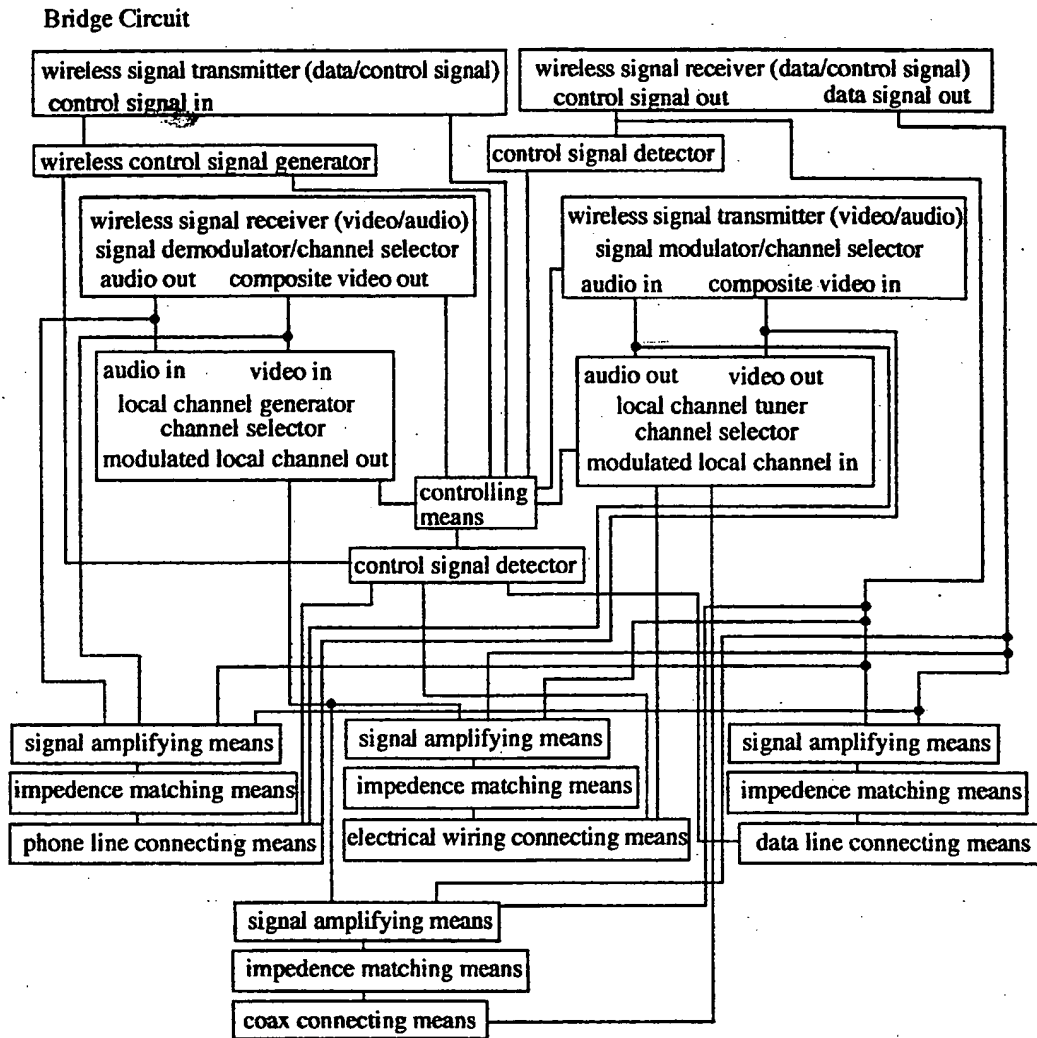 Bridge Circuit
wireless signal transmitter (data/control signal)
control signal in
wireless signal receiver (data/control signal)
control signal out data signal out
wireless control signal generator
control signal detector
wireless signal receiver (video/audio)
signal demodulator/channel selector
audio out composite video out
wireless signal transmitter (video/audio)
signal modulator/channel selector
audio in composite video in
audio in video in
local channel generator
channel selector
modulated local channel out
audio out video out
local channel tuner
channel selector
modulated local channel in
controlling
means
control signal detector
signal amplifying means
impedence matching means
phone line connecting means
signal amplifying means
impedence matching means
electrical wiring connecting means
signal amplifying means
impedence matching means
data line connecting means
signal amplifying means
impedence matching means
coax connecting means